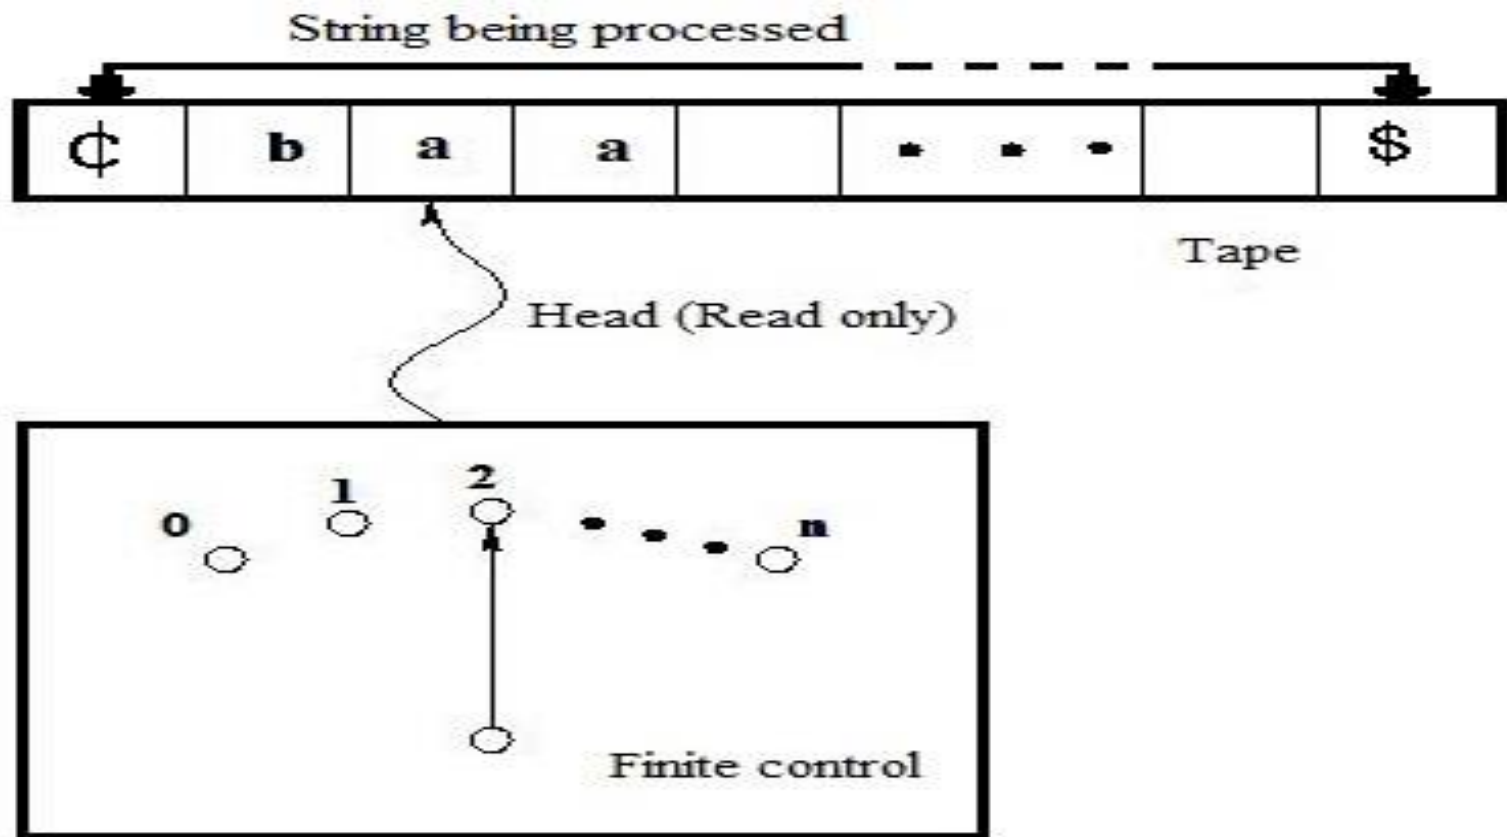 String being processed
¢ b a a • • • $
Tape
Head (Read only)
0 1 2 • • • n
Finite control